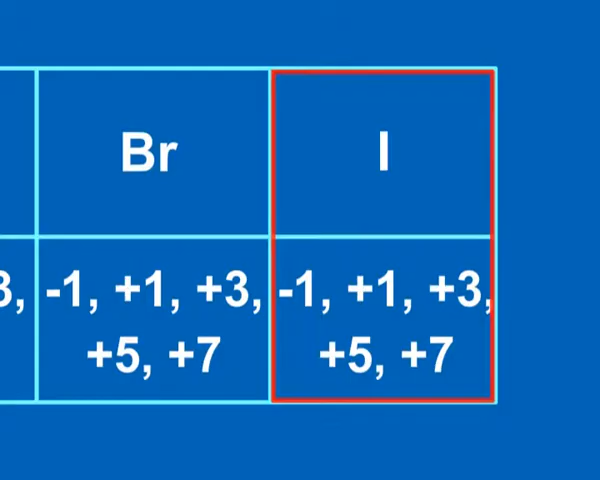 Br
I
3,
-1, +1, +3,
+5, +7
-1, +1, +3,
+5, +7